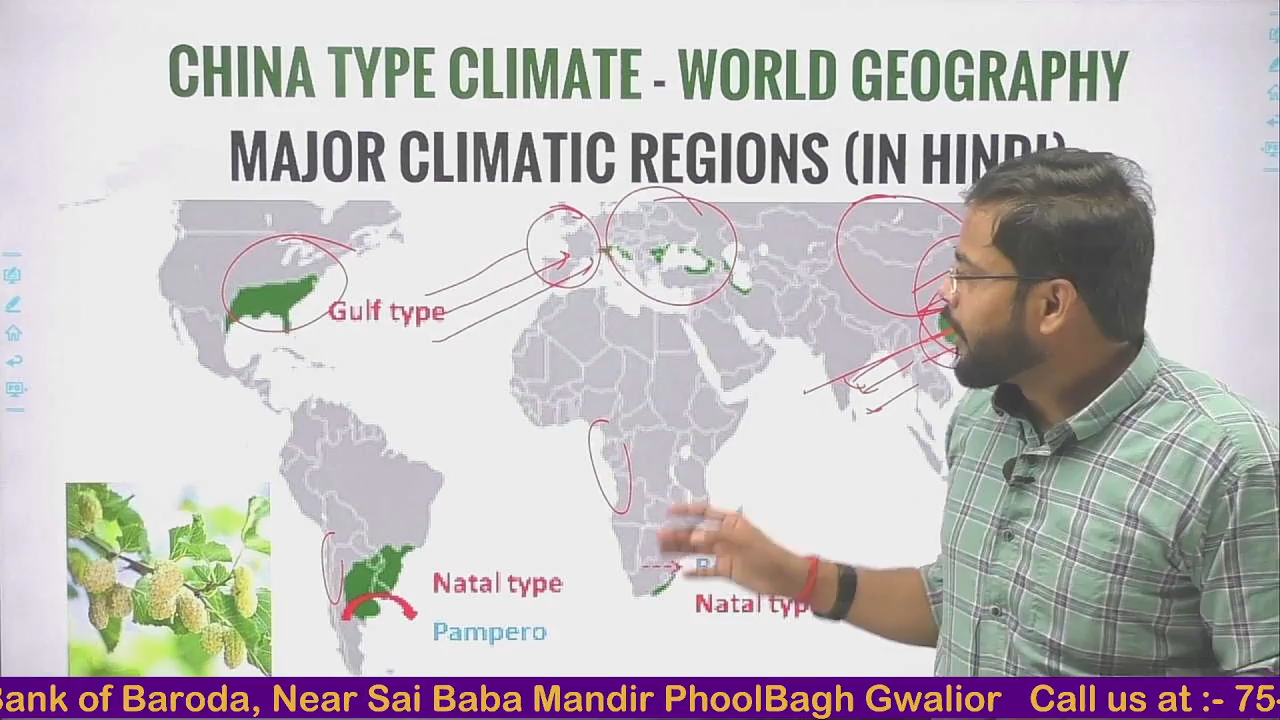 CHINA TYPE CLIMATE - WORLD GEOGRAPHY
MAJOR CLIMATIC REGIONS (IN HINDI)
Gulf type
Natal type
Pampero
Natal typ
Bank of Baroda, Near Sai Baba Mandir PhoolBagh Gwalior Call us at :- 75